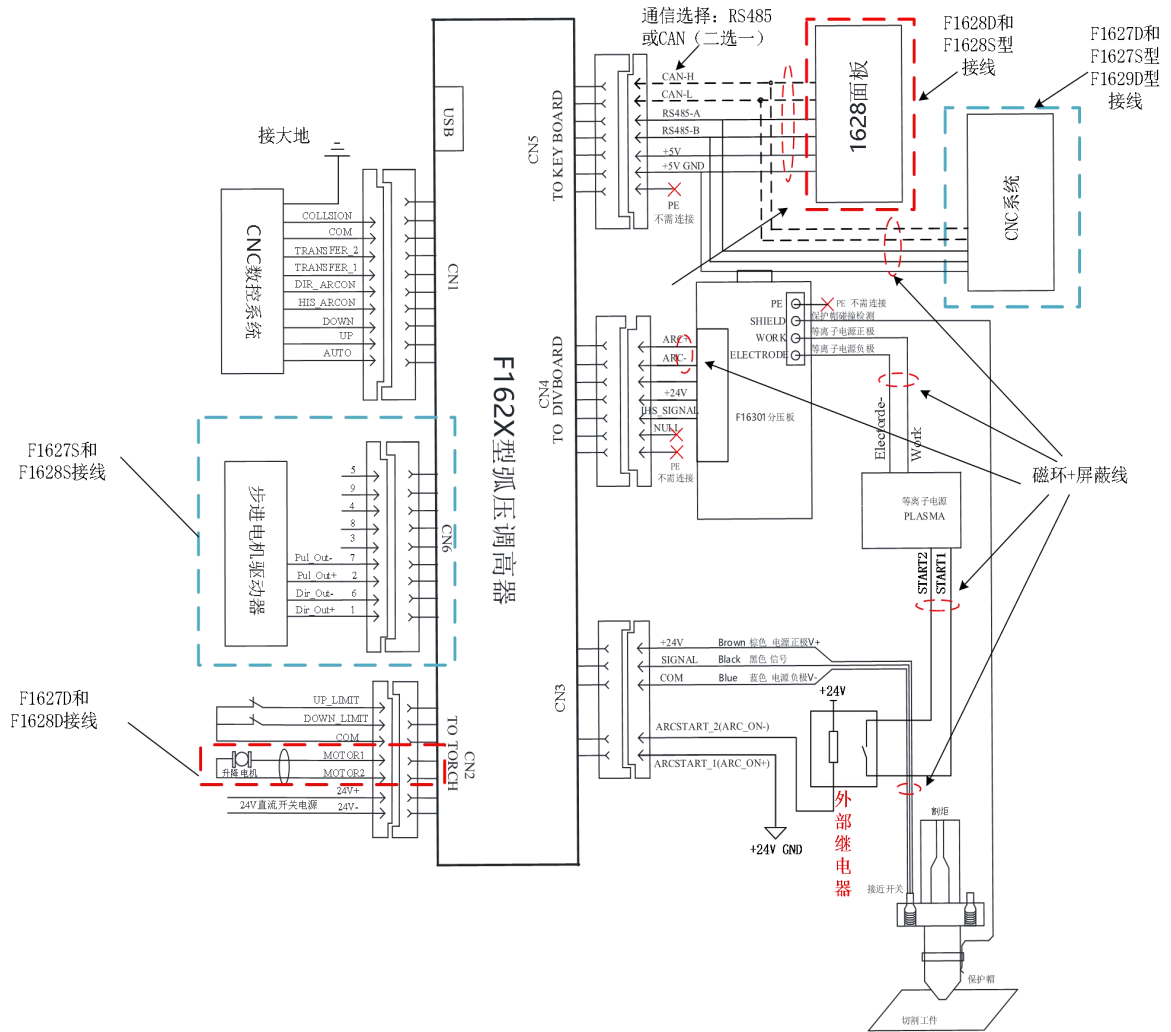 通信选择：RS485
或CAN（二选一）
F1628D和
F1628S型
接线
F1627D和
F1627S型
F1629D型
接线
接大地
USB
CN5
TO KEY BOARD
CAN-H
CAN-L
RS485-A
RS485-B
+5V
+5V GND
PE
不需连接
1628面板
CNC系统
CNC数控系统
COLLSION
COM
TRANSFER_2
TRANSFER_1
DIR_ARCON
HIS_ARCON
DOWN
UP
AUTO
CN1
F162X型弧压调高器
CN4
TO DIVBOARD
ARC+
ARC-
+24V
IHS_SIGNAL
NULL
PE
不需连接
F16301分压板
PE
PE 不需连接
SHIELD
保护帽碰撞检测
WORK
等离子电源正极
ELECTRODE
等离子电源负极
Electorde-
Work
磁环+屏蔽线
等离子电源
PLASMA
START2
START1
F1627S和
F1628S接线
步进电机驱动器
5
9
4
8
3
Pul_Out- 7
Pul_Out+ 2
Dir_Out- 6
Dir_Out+ 1
CN6
F1627D和
F1628D接线
UP_LIMIT
DOWN_LIMIT
COM
MOTOR1
升降电机
MOTOR2
24V+
24V直流开关电源
24V-
CN2
TO TORCH
CN3
+24V Brown 棕色 电源正极V+
SIGNAL Black 黑色 信号
COM Blue 蓝色 电源负极V-
+24V
ARCSTART_2(ARC_ON-)
ARCSTART_1(ARC_ON+)
+24V GND
外部继电器
割炬
接近开关
保护帽
切割工件